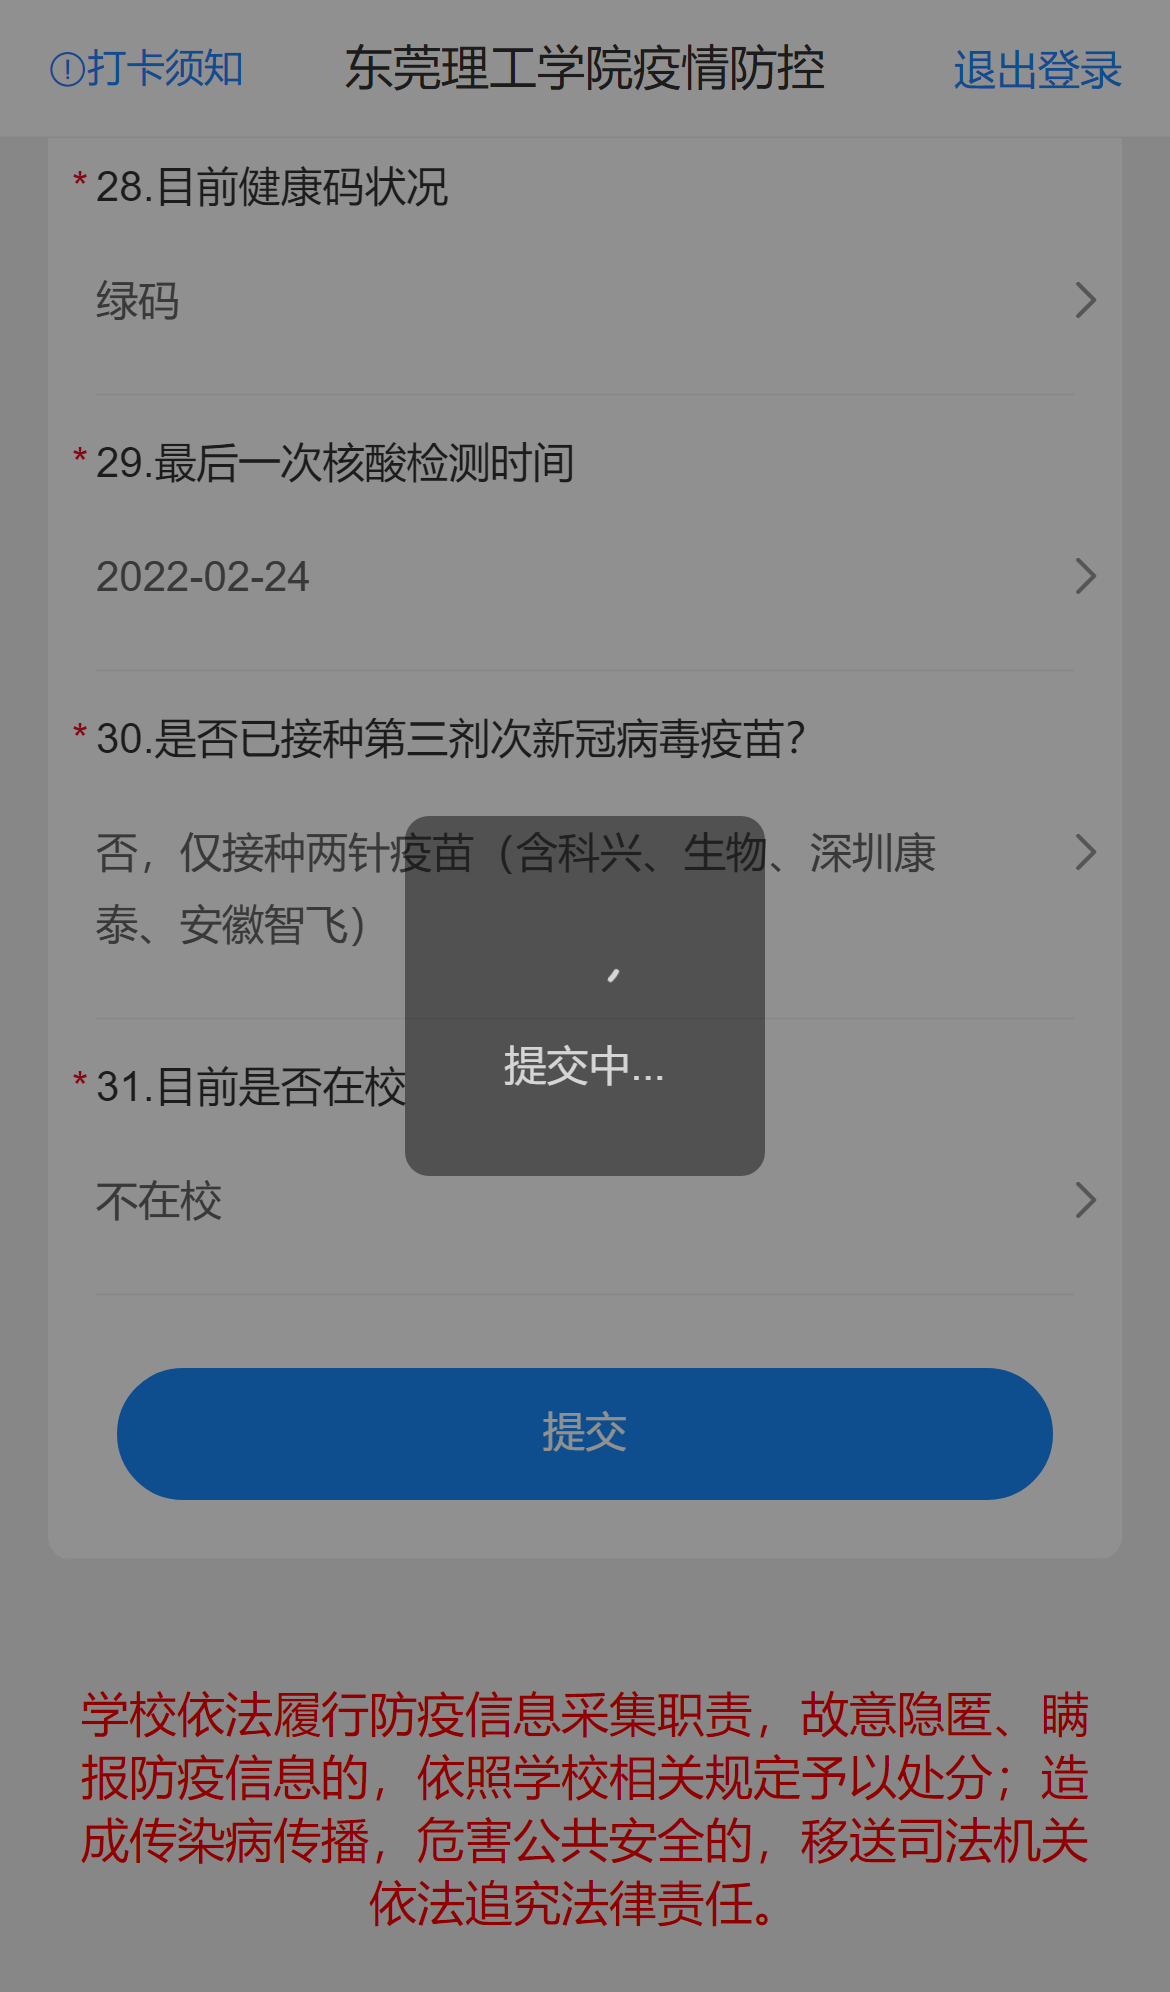 打卡须知
东莞理工学院疫情防控
退出登录
* 28.目前健康码状况
绿码
* 29.最后一次核酸检测时间
2022-02-24
* 30.是否已接种第三剂次新冠病毒疫苗？
否，仅接种两针疫苗（含科兴、生物、深圳康
泰、安徽智飞）
提交中...
* 31.目前是否在校
不在校
提交
学校依法履行防疫信息采集职责，故意隐匿、瞒
报防疫信息的，依照学校相关规定予以处分；造
成传染病传播，危害公共安全的，移送司法机关
依法追究法律责任。